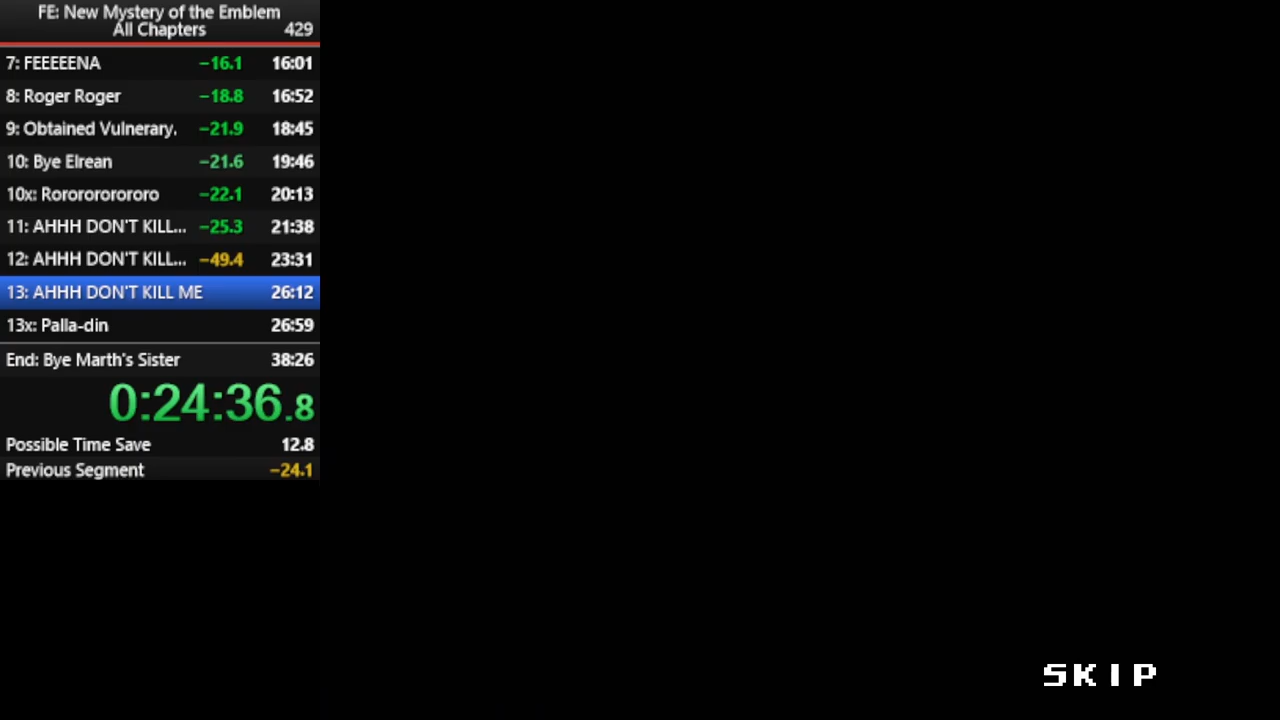 FE: New Mystery of the Emblem
All Chapters 429
7: FEEEEENA −16.1 16:01
8: Roger Roger −18.8 16:52
9: Obtained Vulnerary. −21.9 18:45
10: Bye Elrean −21.6 19:46
10x: Rororororororo −22.1 20:13
11: AHHH DON'T KILL... −25.3 21:38
12: AHHH DON'T KILL... −49.4 23:31
13: AHHH DON'T KILL ME 26:12
13x: Palla-din 26:59
End: Bye Marth's Sister 38:26
0:24:36.8
Possible Time Save 12.8
Previous Segment −24.1
SKIP